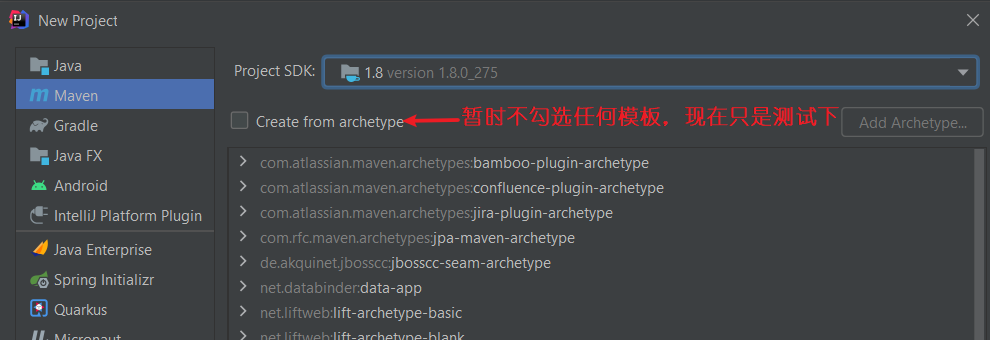 New Project
Java
Maven
Gradle
Java FX
Android
IntelliJ Platform Plugin
Java Enterprise
Spring Initializr
Quarkus
Micronaut
Project SDK: 1.8 version 1.8.0_275
Create from archetype 暂时不勾选任何模板，现在只是测试下 Add Archetype...
com.atlassian.maven.archetypes:bamboo-plugin-archetype
com.atlassian.maven.archetypes:confluence-plugin-archetype
com.atlassian.maven.archetypes:jira-plugin-archetype
com.rfc.maven.archetypes:jpa-maven-archetype
de.akquinet.jbosscc:jbosscc-seam-archetype
net.databinder:data-app
net.liftweb:lift-archetype-basic
net.liftweb:lift-archetype-blank